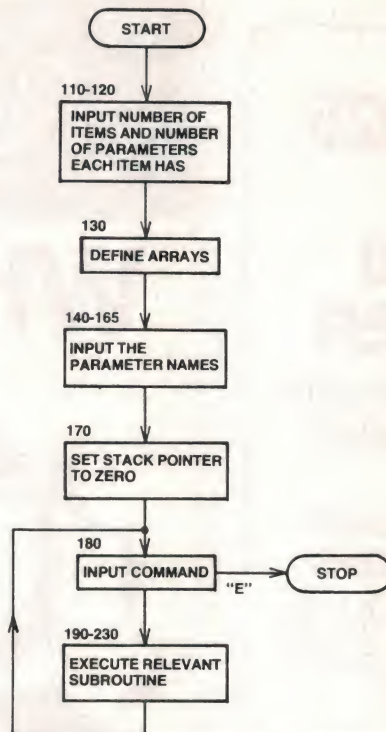 START
110-120
INPUT NUMBER OF
ITEMS AND NUMBER
OF PARAMETERS
EACH ITEM HAS
130
DEFINE ARRAYS
140-165
INPUT THE
PARAMETER NAMES
170
SET STACK POINTER
TO ZERO
180
INPUT COMMAND
"E"
STOP
190-230
EXECUTE RELEVANT
SUBROUTINE